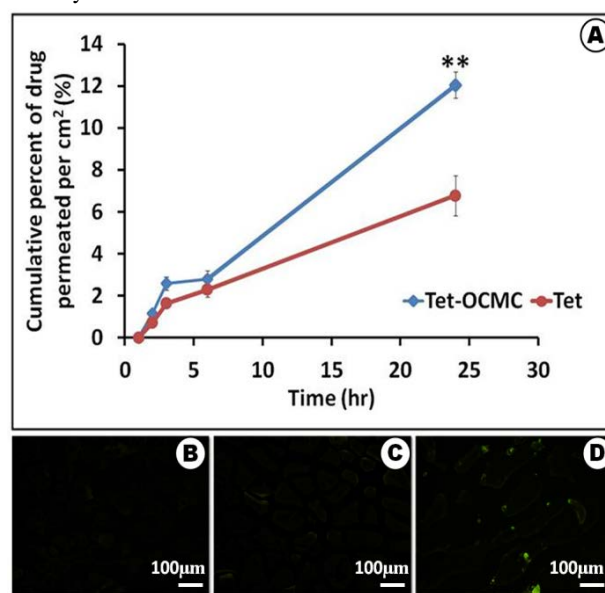 A
Cumulative percent of drug
permeated per cm² (%)
14
12
10
8
6
4
2
0
**
Tet-OCMC
Tet
0
5
10
15
20
25
30
Time (hr)
B
100μm
C
100μm
D
100μm